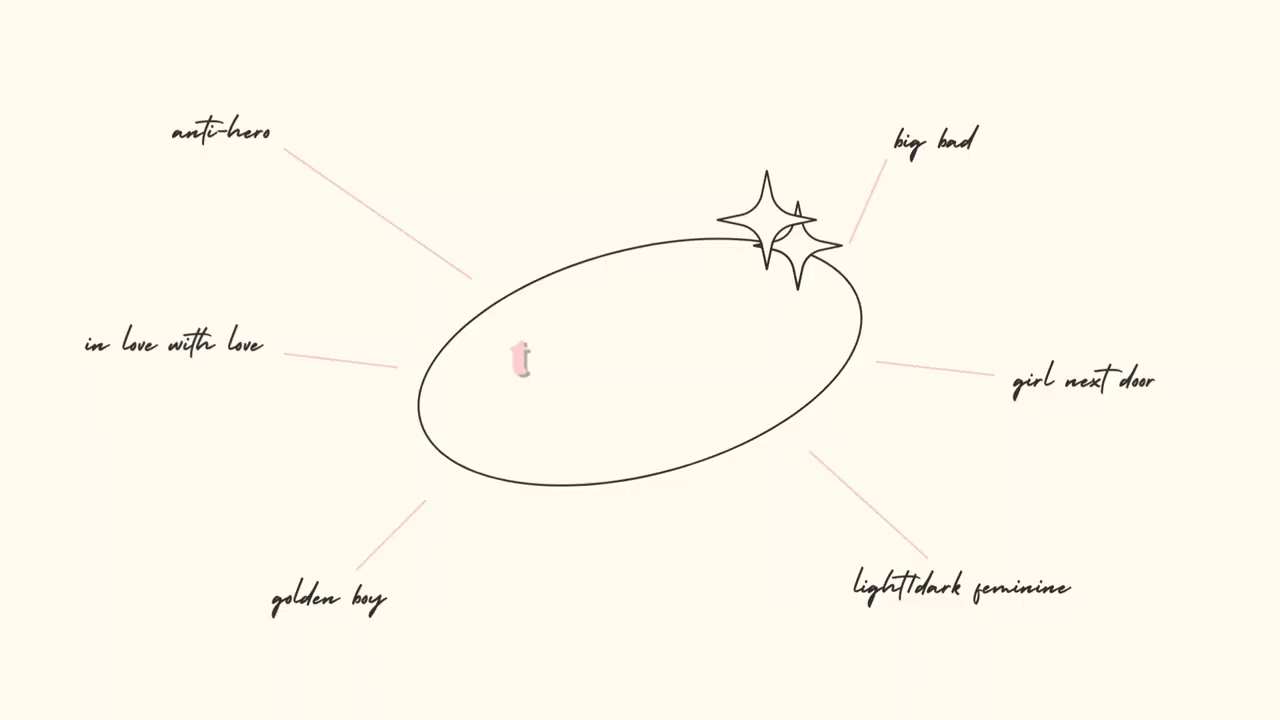 anti-hero
big bad
in love with love
t
girl next door
golden boy
light/dark feminine